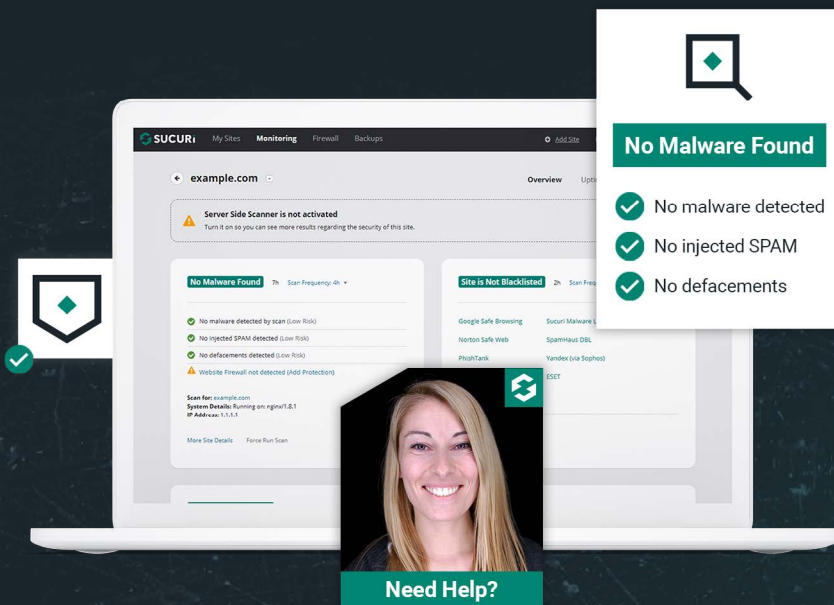 SUCURi
My Sites
Monitoring
Firewall
Backups
Add Site
example.com
Overview
Server Side Scanner is not activated
Turn it on so you can see more results regarding the security of this site.
No Malware Found 7h Scan Frequency: 4h
No malware detected by scan (Low Risk)
No injected SPAM detected (Low Risk)
No defacements detected (Low Risk)
Website Firewall not detected (Add Protection)
Scan for: example.com
System Details: Running on: nginx/1.8.1
IP Address: 1.1.1.1
More Site Details Force Run Scan
Site is Not Blacklisted 2h Scan
Google Safe Browsing Sucuri Malware
Norton Safe Web SpamHaus DBL
PhishTank Yandex (via Sophos)
ESET
No Malware Found
No malware detected
No injected SPAM
No defacements
Need Help?